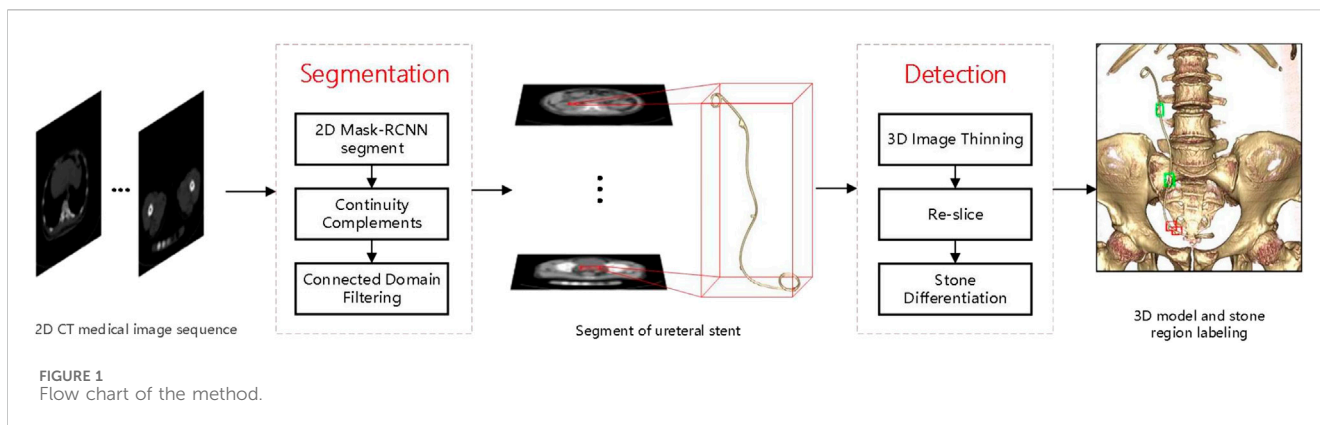 Segmentation
2D Mask-RCNN
segment
Continuity
Complements
Connected Domain
Filtering
Detection
3D Image Thinning
Re-slice
Stone
Differentiation
2D CT medical image sequence
Segment of ureteral stent
3D model and stone
region labeling
FIGURE 1
Flow chart of the method.